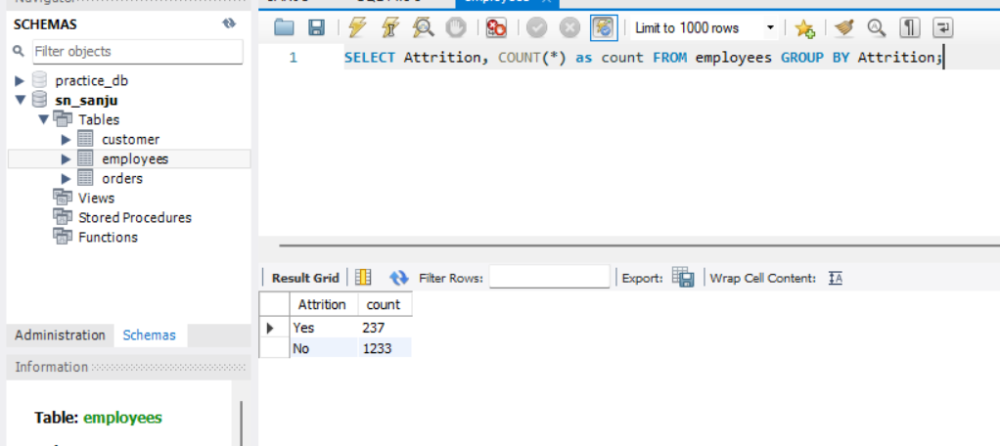 SCHEMAS
Filter objects
practice_db
sn_sanju
Tables
customer
employees
orders
Views
Stored Procedures
Functions
Administration Schemas
Information
Table: employees
Limit to 1000 rows
1 SELECT Attrition, COUNT(*) as count FROM employees GROUP BY Attrition;
Result Grid Filter Rows: Export: Wrap Cell Content:
Attrition count
Yes 237
No 1233